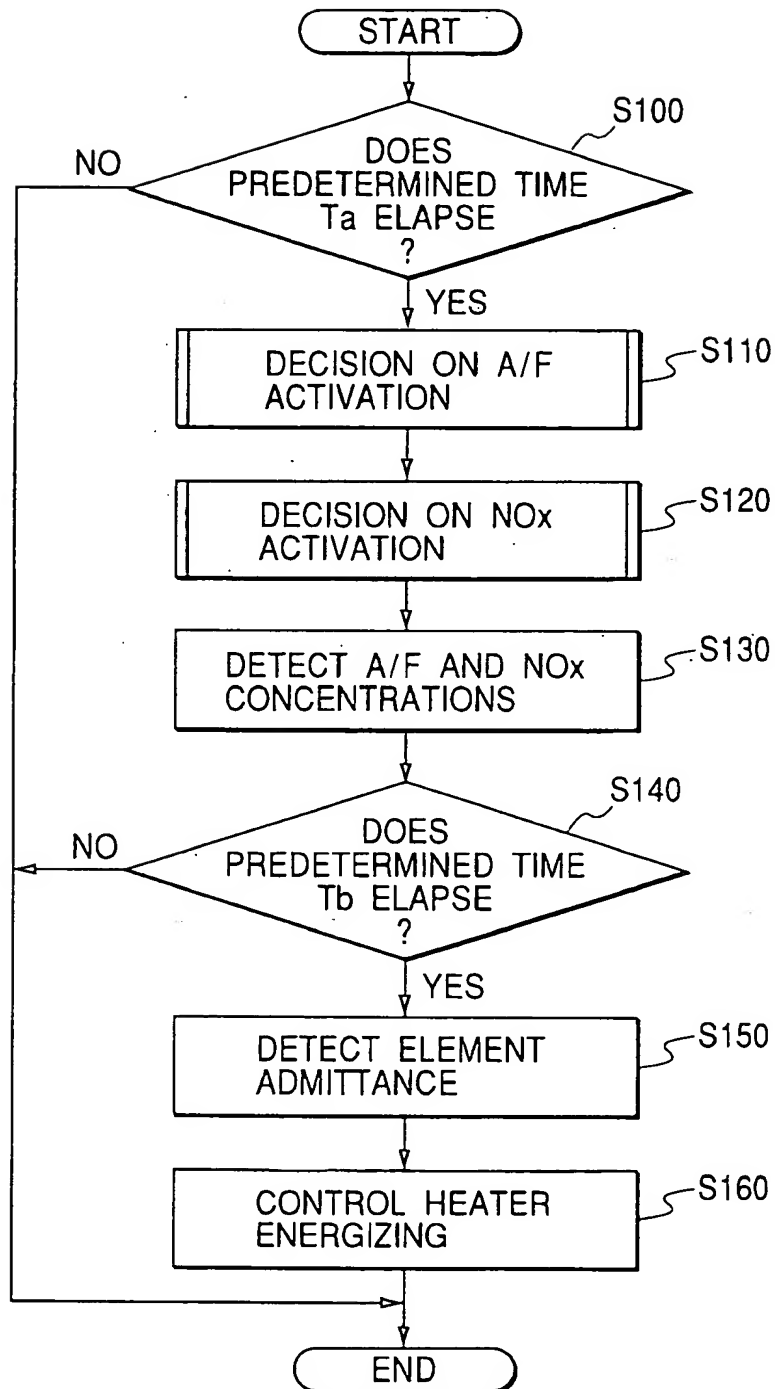 START
S100
NO
DOES
PREDETERMINED TIME
Ta ELAPSE
?
YES
DECISION ON A/F
ACTIVATION
S110
DECISION ON NOx
ACTIVATION
S120
DETECT A/F AND NOx
CONCENTRATIONS
S130
S140
NO
DOES
PREDETERMINED TIME
Tb ELAPSE
?
YES
DETECT ELEMENT
ADMITTANCE
S150
CONTROL HEATER
ENERGIZING
S160
END